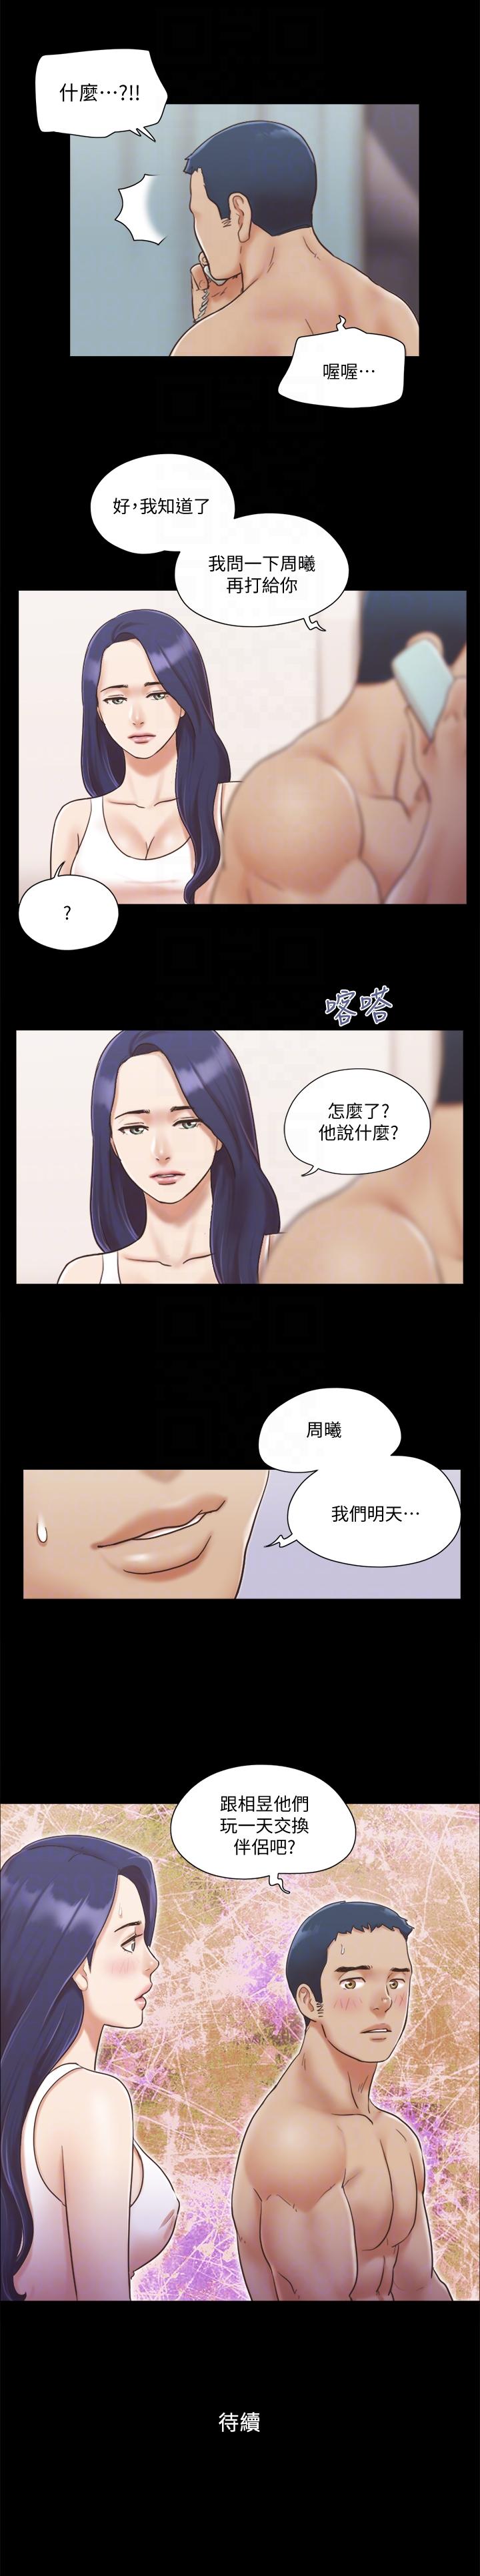 什麼⋯?!!
喔喔⋯
好，我知道了
我問一下周曦
再打給你
?
喀嗒
怎麼了?
他說什麼?
周曦
我們明天⋯
跟相昱他們
玩一天交換
伴侶吧?
待續